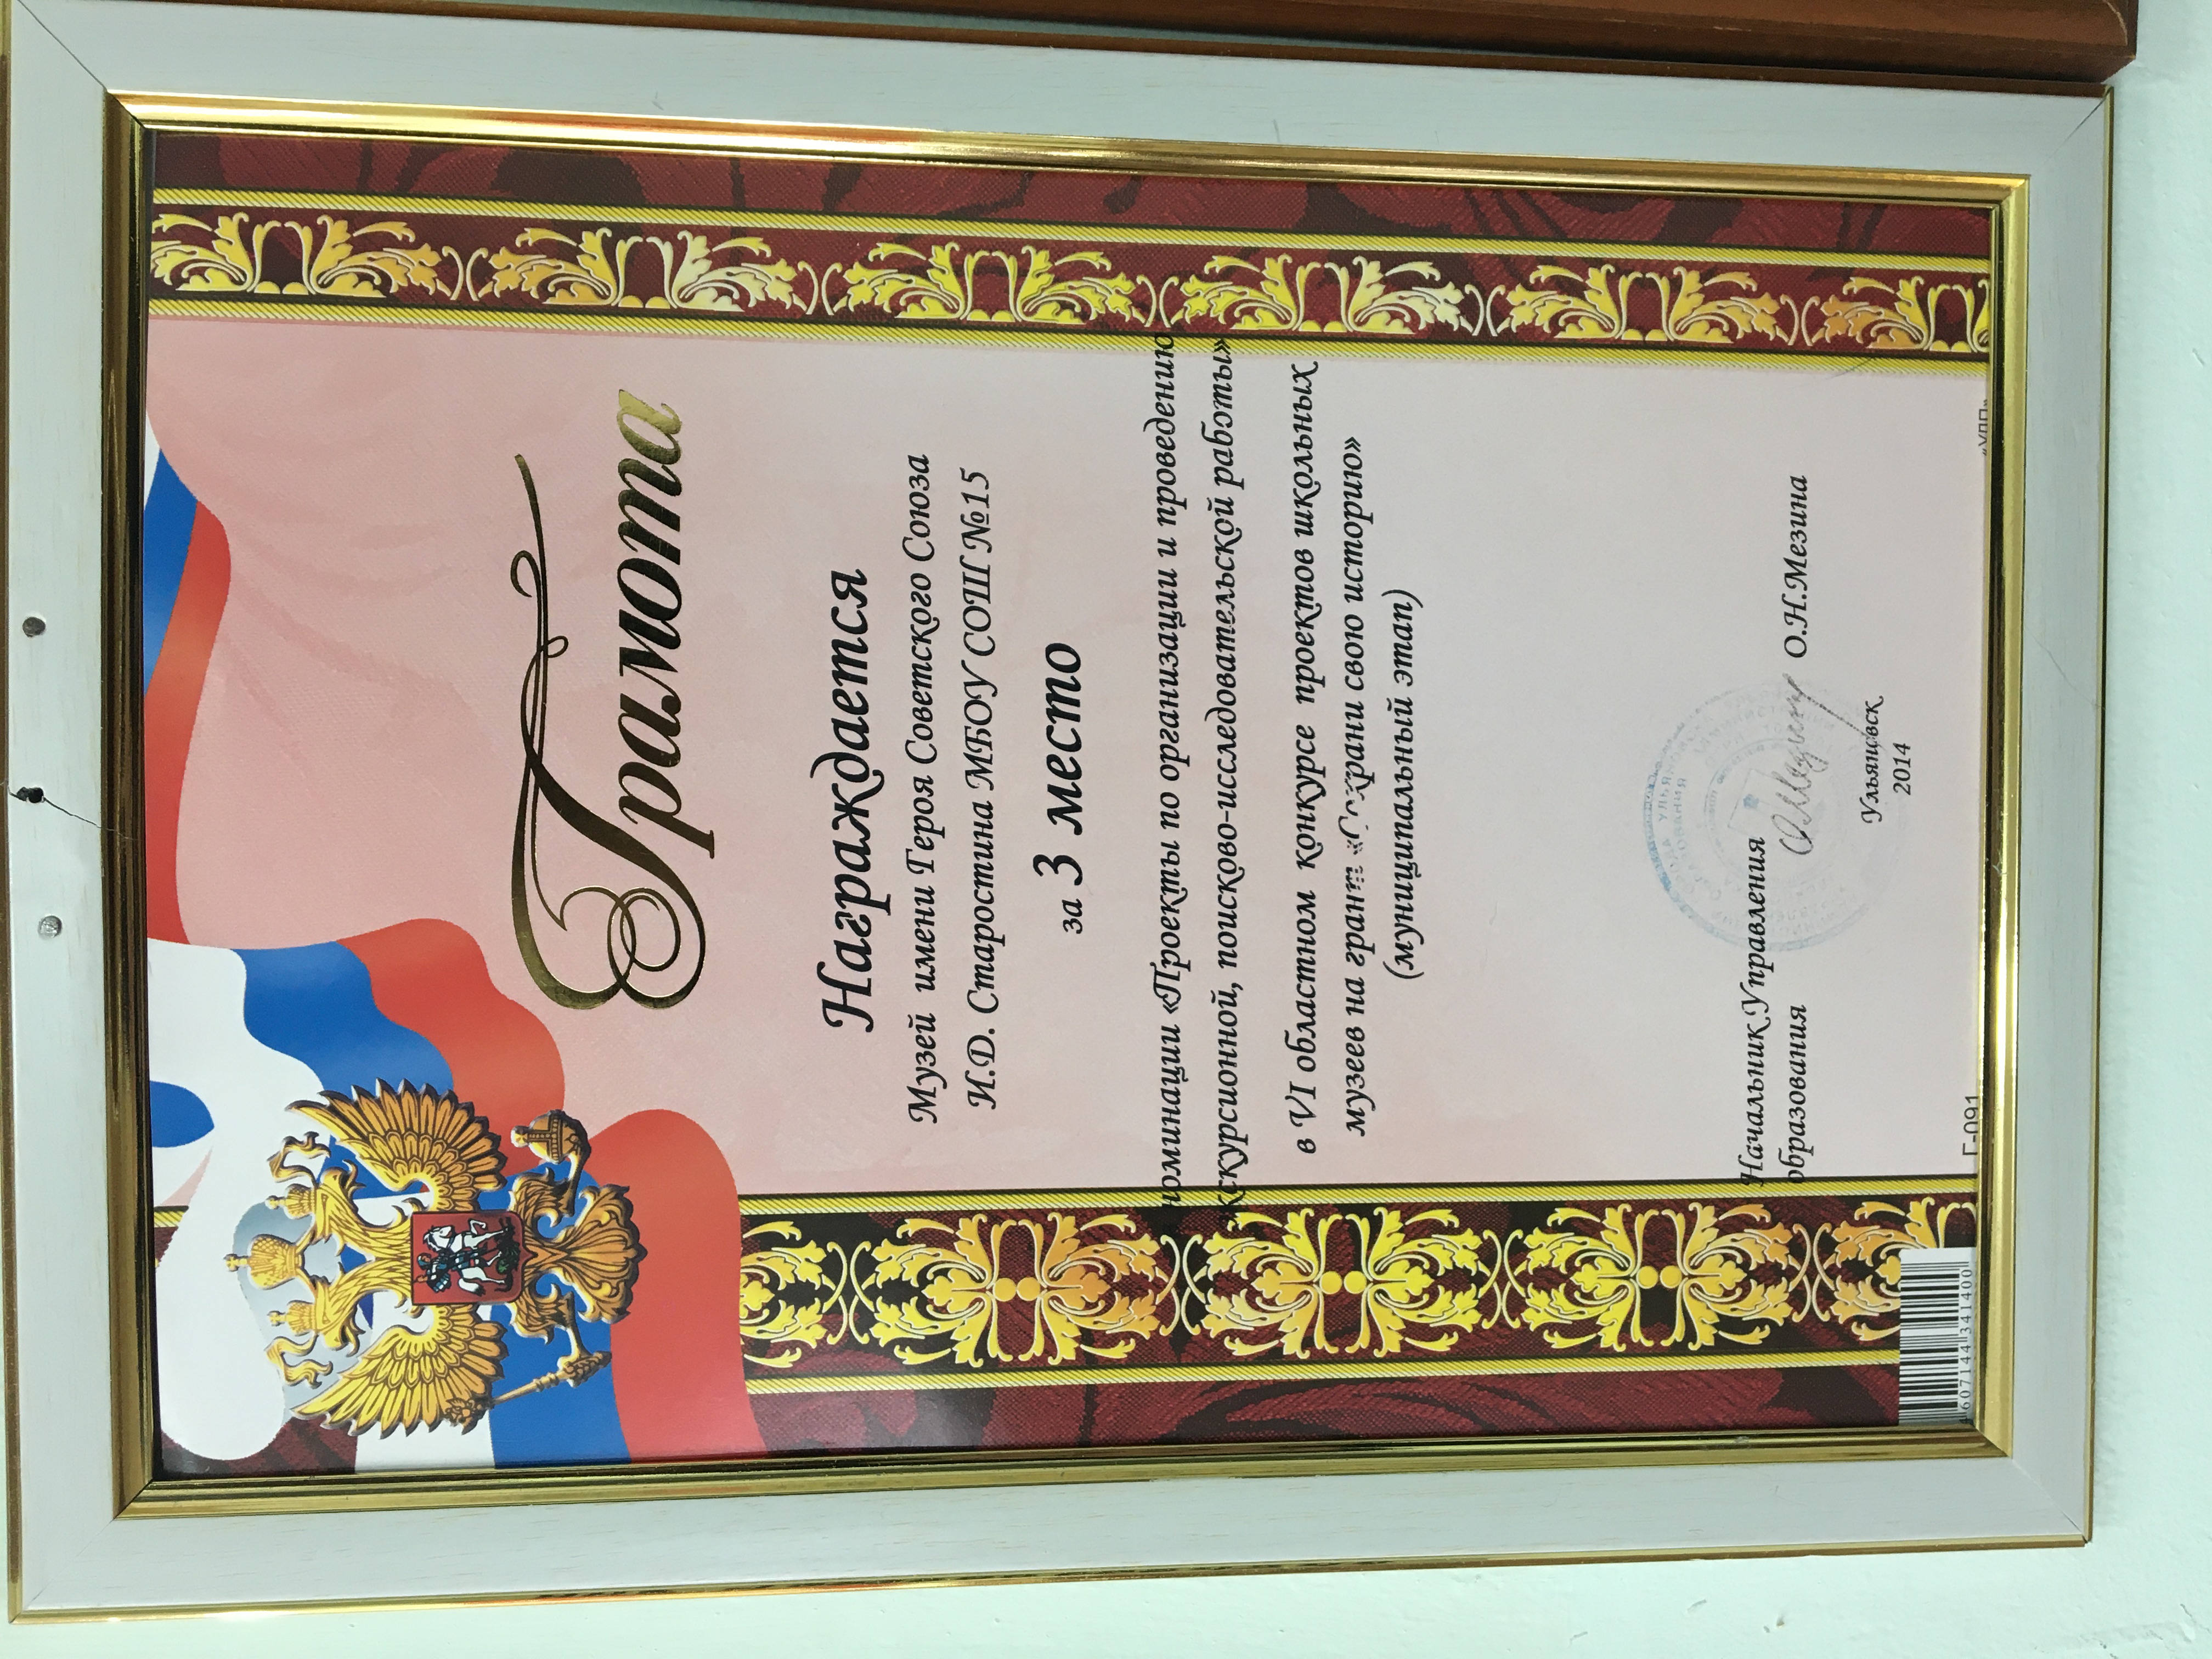 Грамота
Награждается
Музей имени Героя Советского Союза
И.Д. Старостина МБОУ СОШ №15
за 3 место
номинации «Проекты по организации и проведению
экскурсионной, поисково-исследовательской работы»
в VI областном конкурсе проектов школьных
музеев на грант «Сохрани свою историю»
(муниципальный этап)
Начальник Управления
образования
О.Н.Мезина
Ульяновск
2014
4607144341400
Г-091
«УДП»